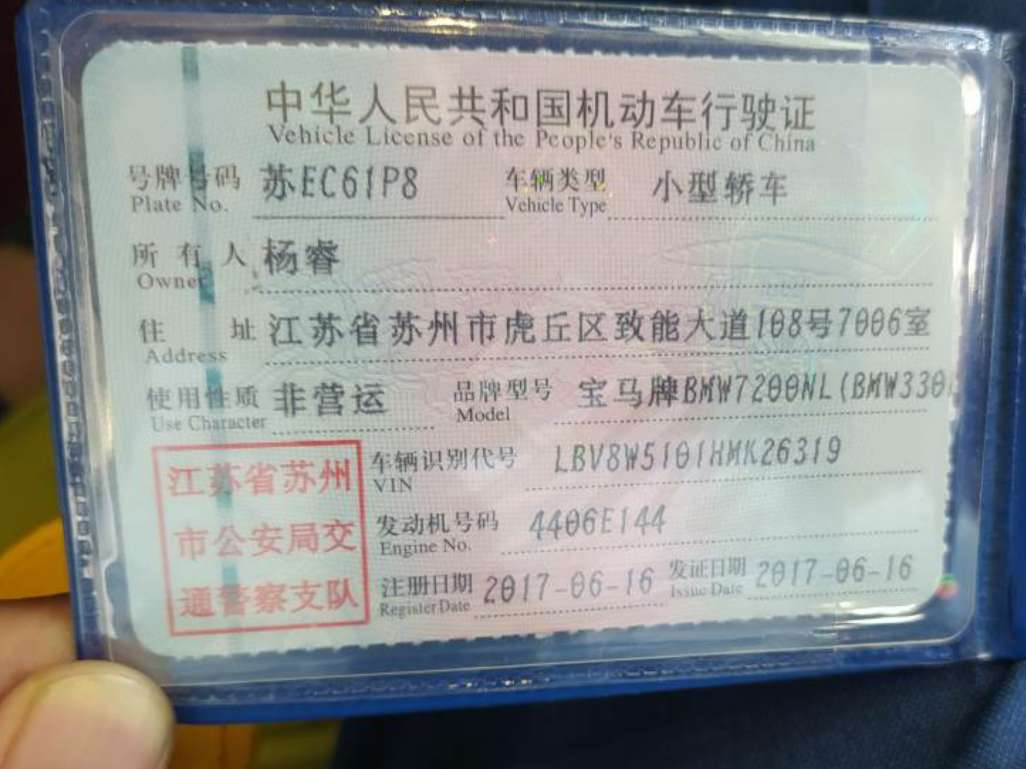 中华人民共和国机动车行驶证
Vehicle License of the People's Republic of China
号牌号码 苏EC61P8 车辆类型 小型轿车
Plate No. Vehicle Type
所有人 杨睿
Owner
住址 江苏省苏州市虎丘区致能大道108号7006室
Address
使用性质 非营运 品牌型号 宝马牌BMW7200NL(BMW330
Use Character Model
江苏省苏州
市公安局交
通警察支队
车辆识别代号 LBV8W5101HMK26319
VIN
发动机号码 4406E144
Engine No.
注册日期 2017-06-16 发证日期 2017-06-16
Register Date Issue Date